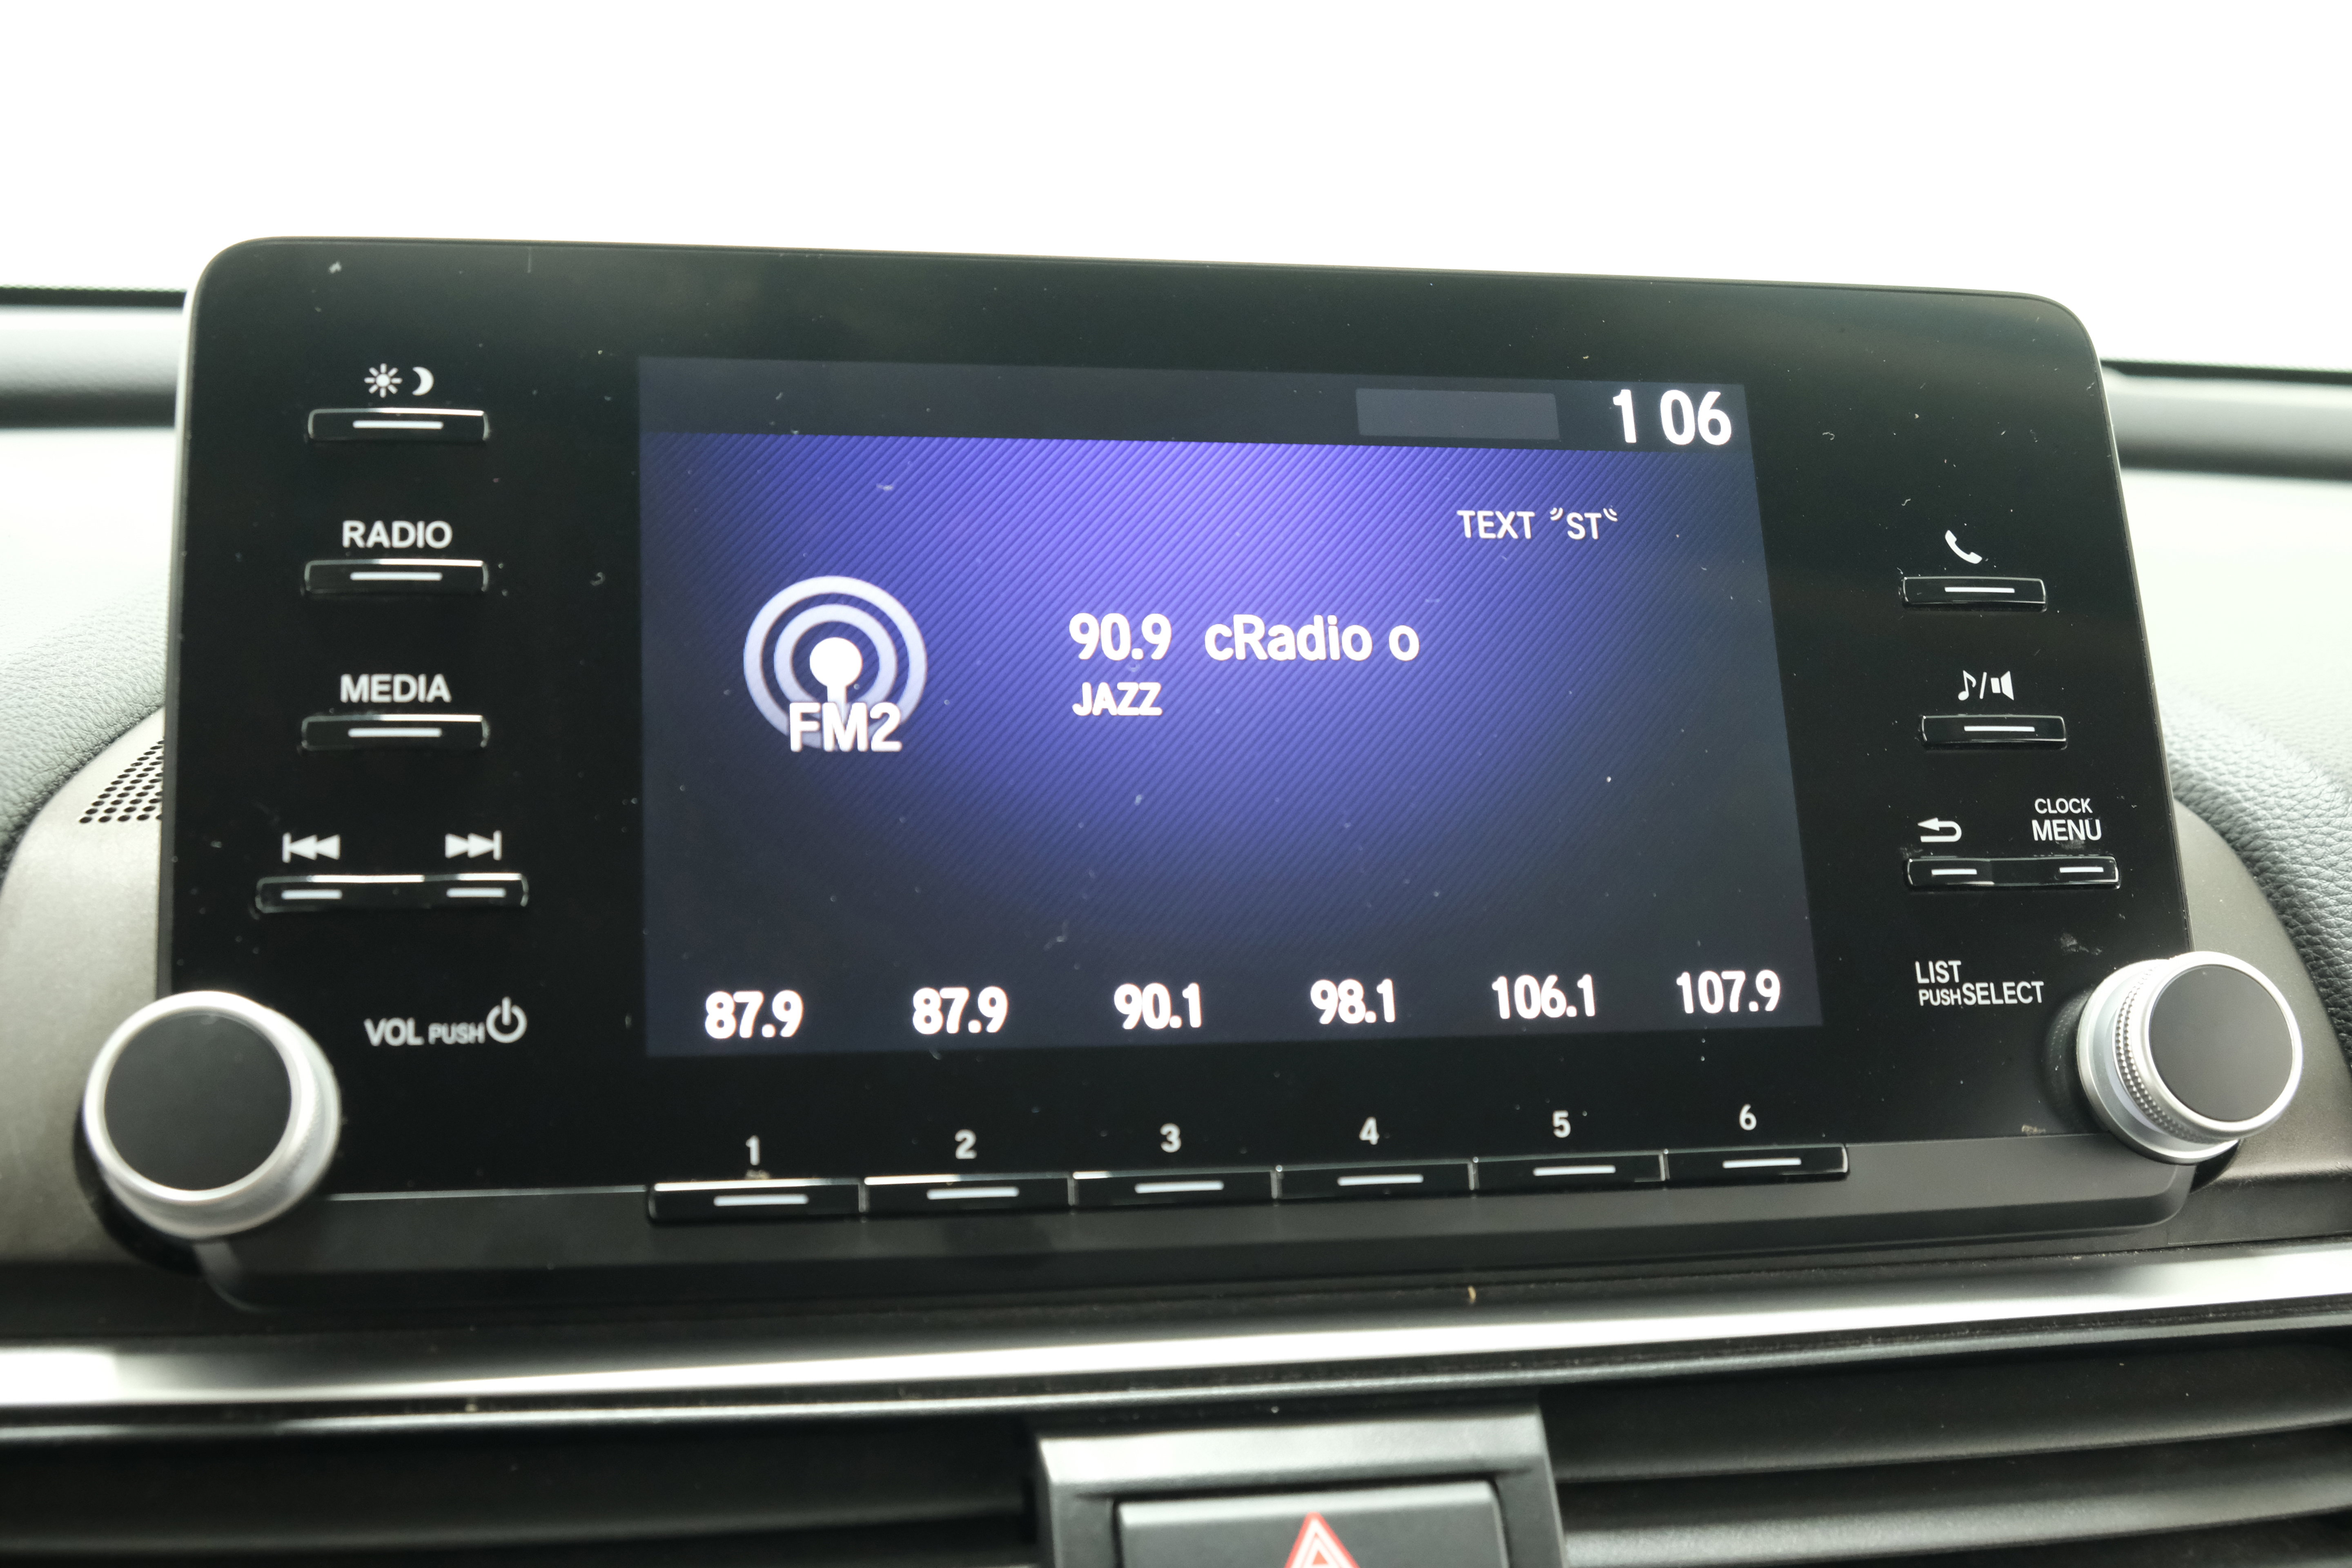 1 06
RADIO
TEXT "ST"
90.9 cRadio o
JAZZ
FM2
MEDIA
CLOCK
MENU
LIST
PUSH SELECT
VOL PUSH
87.9 87.9 90.1 98.1 106.1 107.9
1 2 3 4 5 6